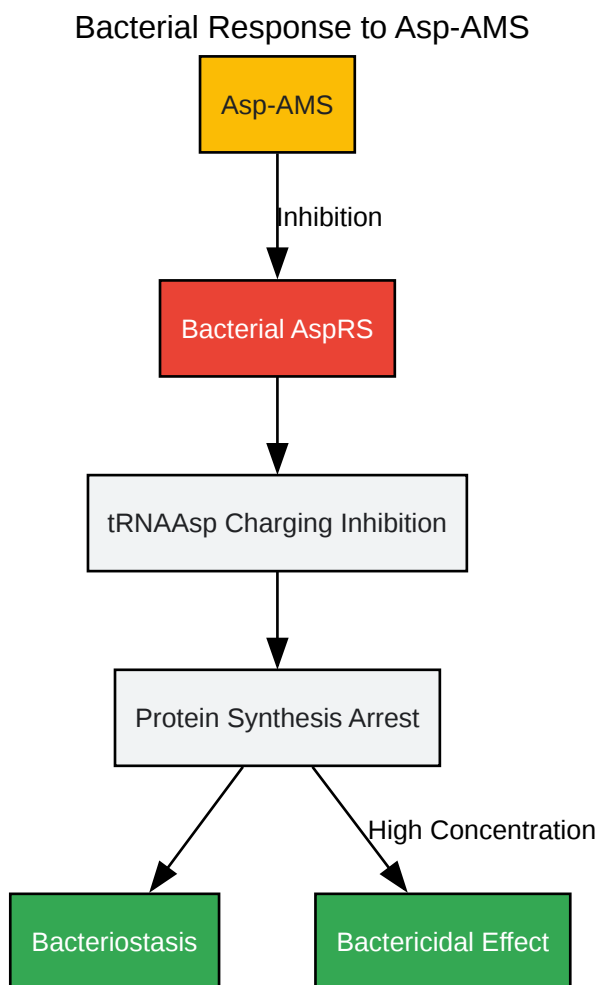 Bacterial Response to Asp-AMS
Asp-AMS
Inhibition
Bacterial AspRS
tRNAAsp Charging Inhibition
Protein Synthesis Arrest
High Concentration
Bacteriostasis
Bactericidal Effect